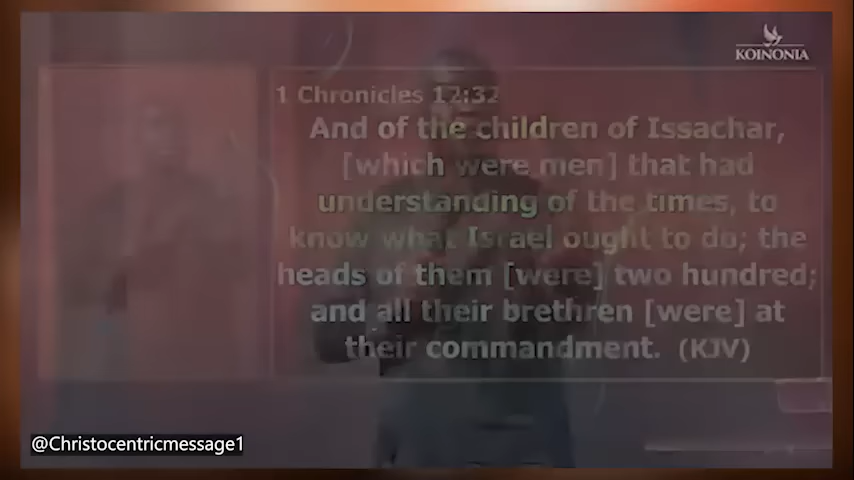 KOINONIA
1 Chronicles 12:32
And of the children of Issachar,
[which were men] that had
understanding of the times, to
know what Israel ought to do; the
heads of them [were] two hundred;
and all their brethren [were] at
their commandment. (KJV)
@Christocentricmessage1